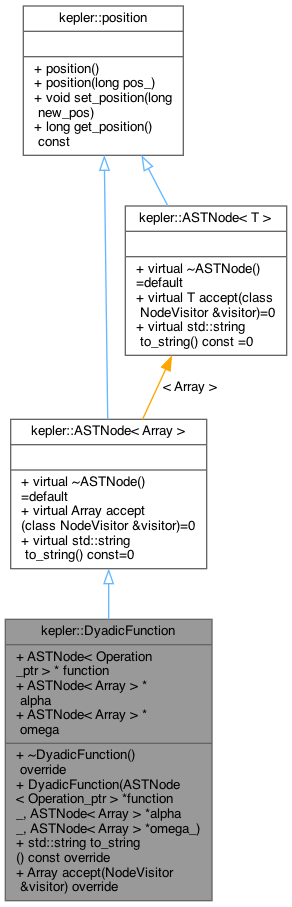 kepler::position
+ position()
+ position(long pos_)
+ void set_position(long
new_pos)
+ long get_position()
const
kepler::ASTNode< T >
+ virtual ~ASTNode()
=default
+ virtual T accept(class
NodeVisitor &visitor)=0
+ virtual std::string
to_string() const =0
< Array >
kepler::ASTNode< Array >
+ virtual ~ASTNode()
=default
+ virtual Array accept
(class NodeVisitor &visitor)=0
+ virtual std::string
to_string() const=0
kepler::DyadicFunction
+ ASTNode< Operation
_ptr > * function
+ ASTNode< Array > *
alpha
+ ASTNode< Array > *
omega
+ ~DyadicFunction()
override
+ DyadicFunction(ASTNode
< Operation_ptr > *function
_, ASTNode< Array > *alpha
_, ASTNode< Array > *omega_)
+ std::string to_string
() const override
+ Array accept(NodeVisitor
&visitor) override